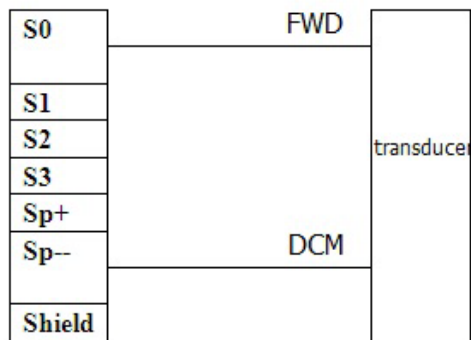 S0
FWD
S1
S2
S3
transducer
Sp+
Sp--
DCM
Shield